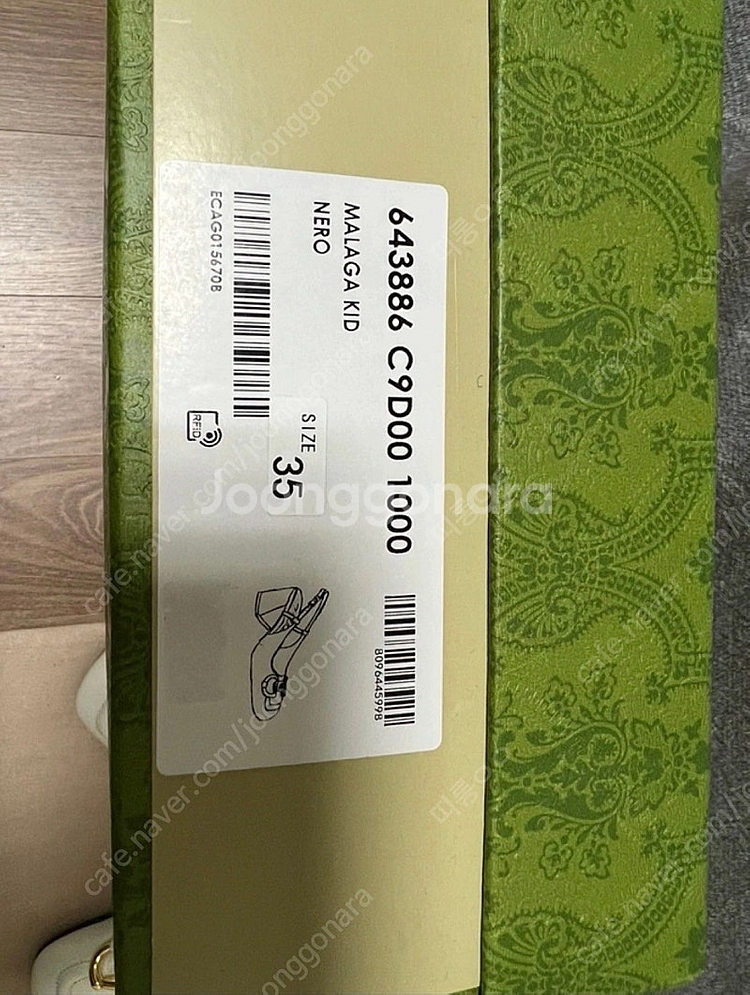 643886 C9D00 1000
MALAGA KID
NERO
SIZE
35
ECAG015670B
RFID
809644599B
Joonggonara
cafe.naver.com/joonggonara